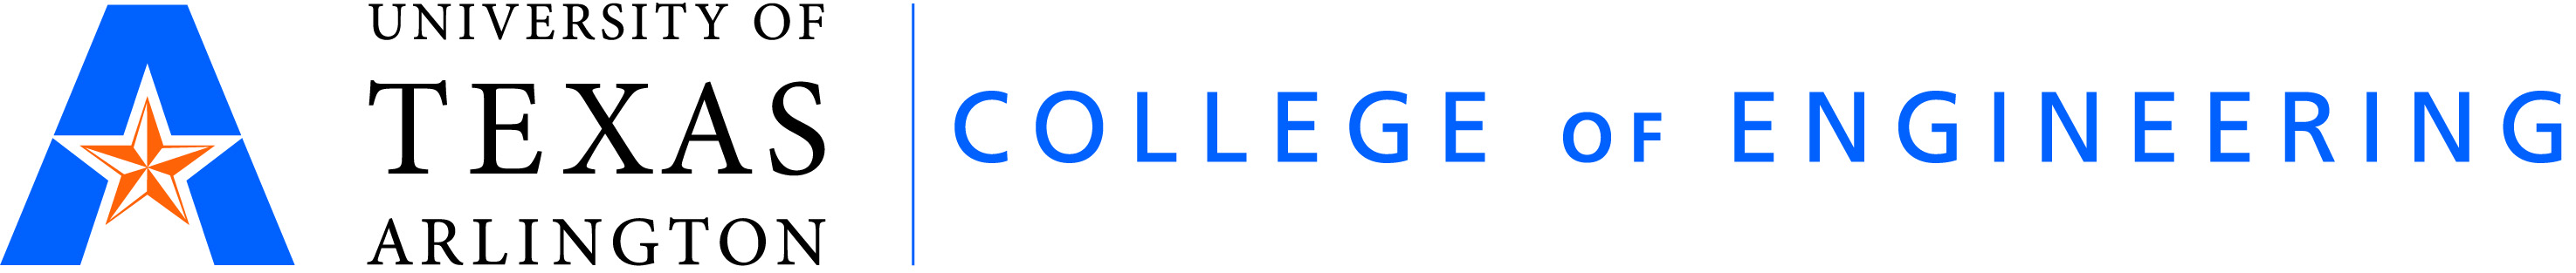 UNIVERSITY OF
TEXAS
ARLINGTON
COLLEGE OF ENGINEERING